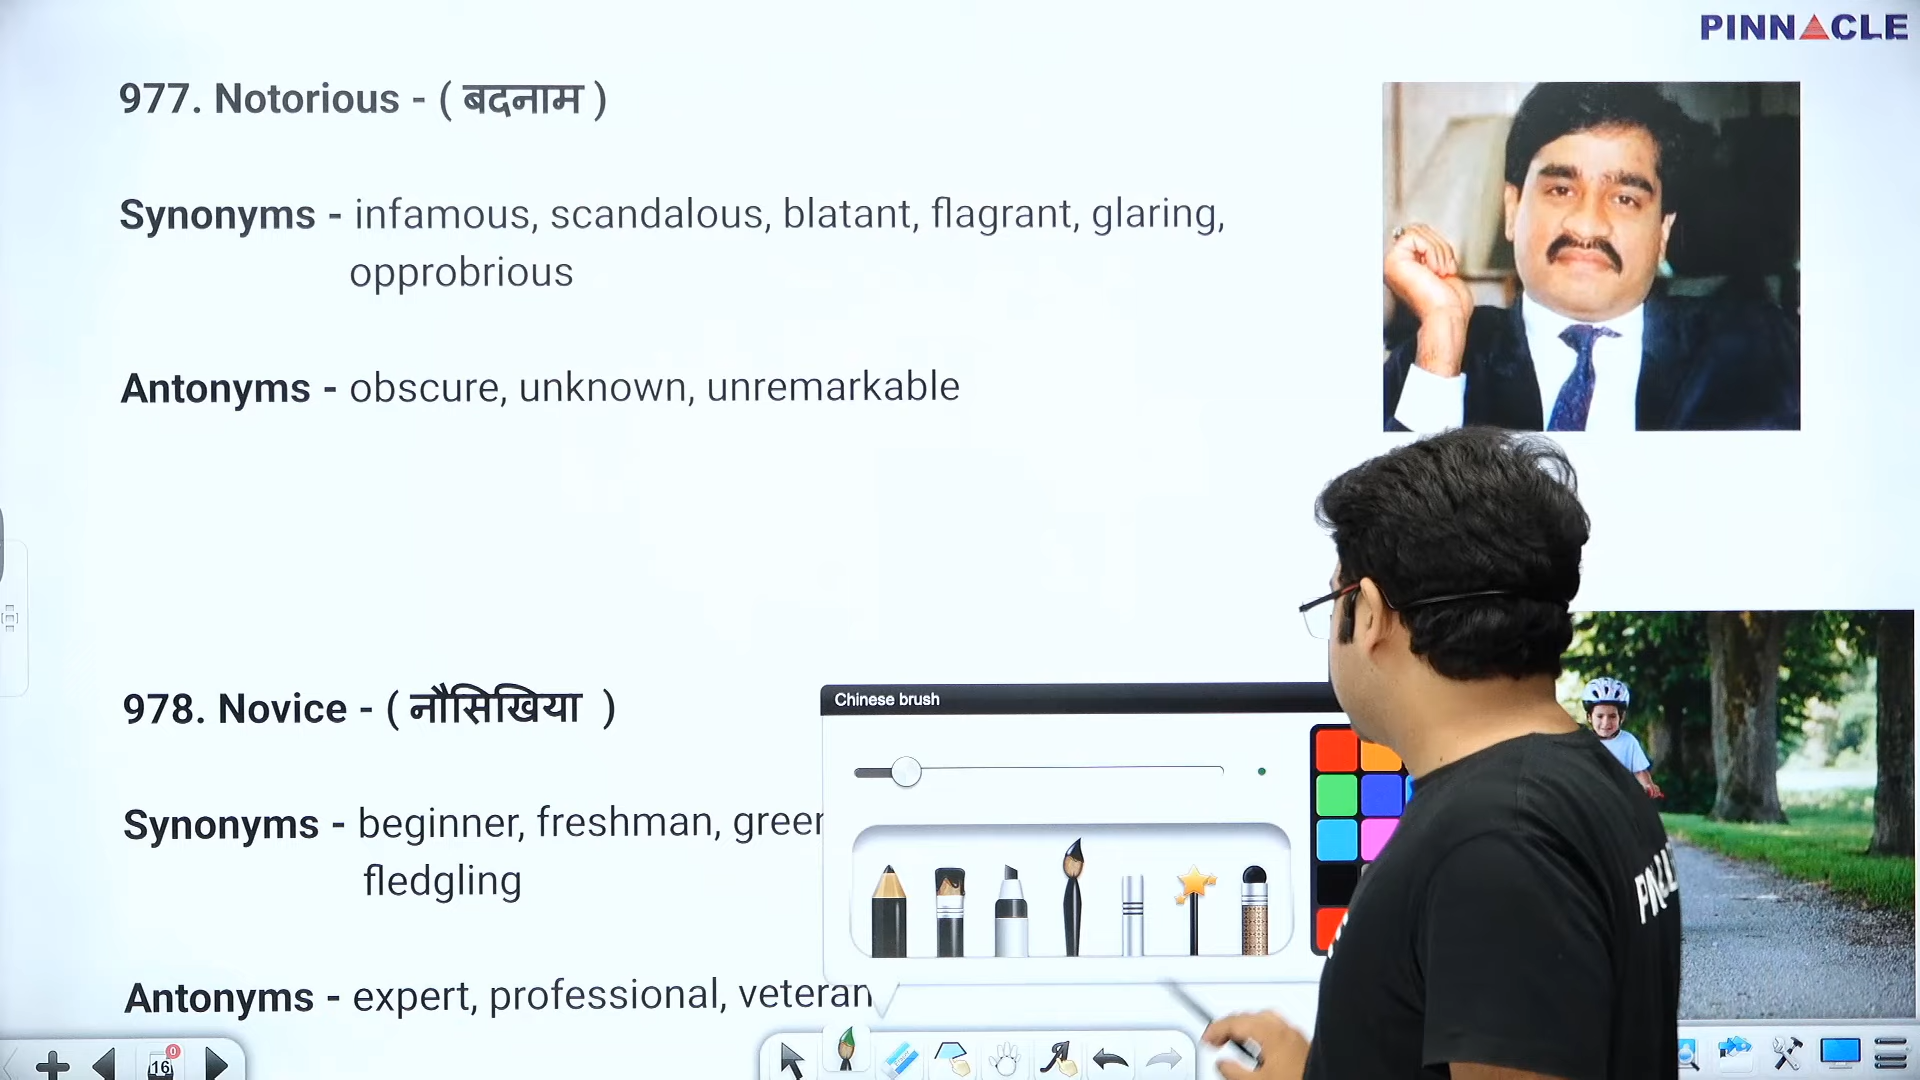 PINNACLE
977. Notorious - ( बदनाम )
Synonyms - infamous, scandalous, blatant, flagrant, glaring,
opprobrious
Antonyms - obscure, unknown, unremarkable
978. Novice - ( नौसिखिया )
Chinese brush
Synonyms - beginner, freshman,
fledgling
Antonyms - expert, professional, veteran
16
0